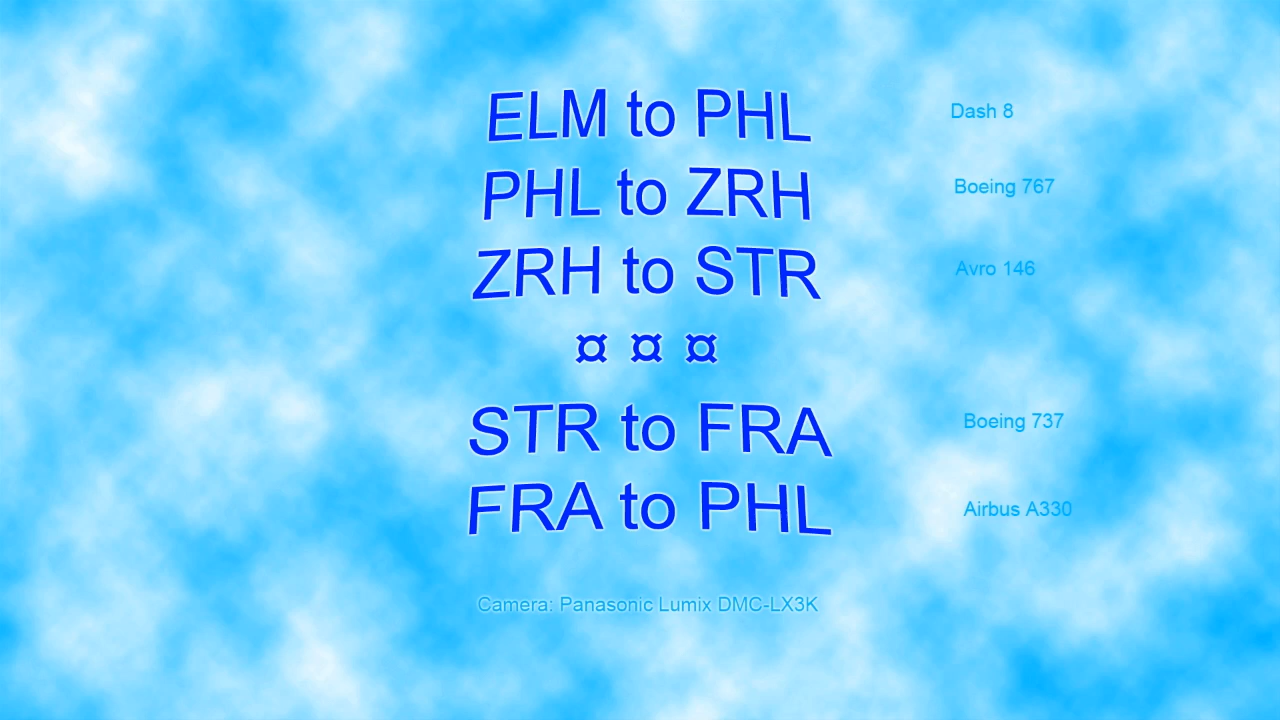 ELM to PHL Dash 8
PHL to ZRH Boeing 767
ZRH to STR Avro 146
¤ ¤ ¤
STR to FRA Boeing 737
FRA to PHL Airbus A330
Camera: Panasonic Lumix DMC-LX3K